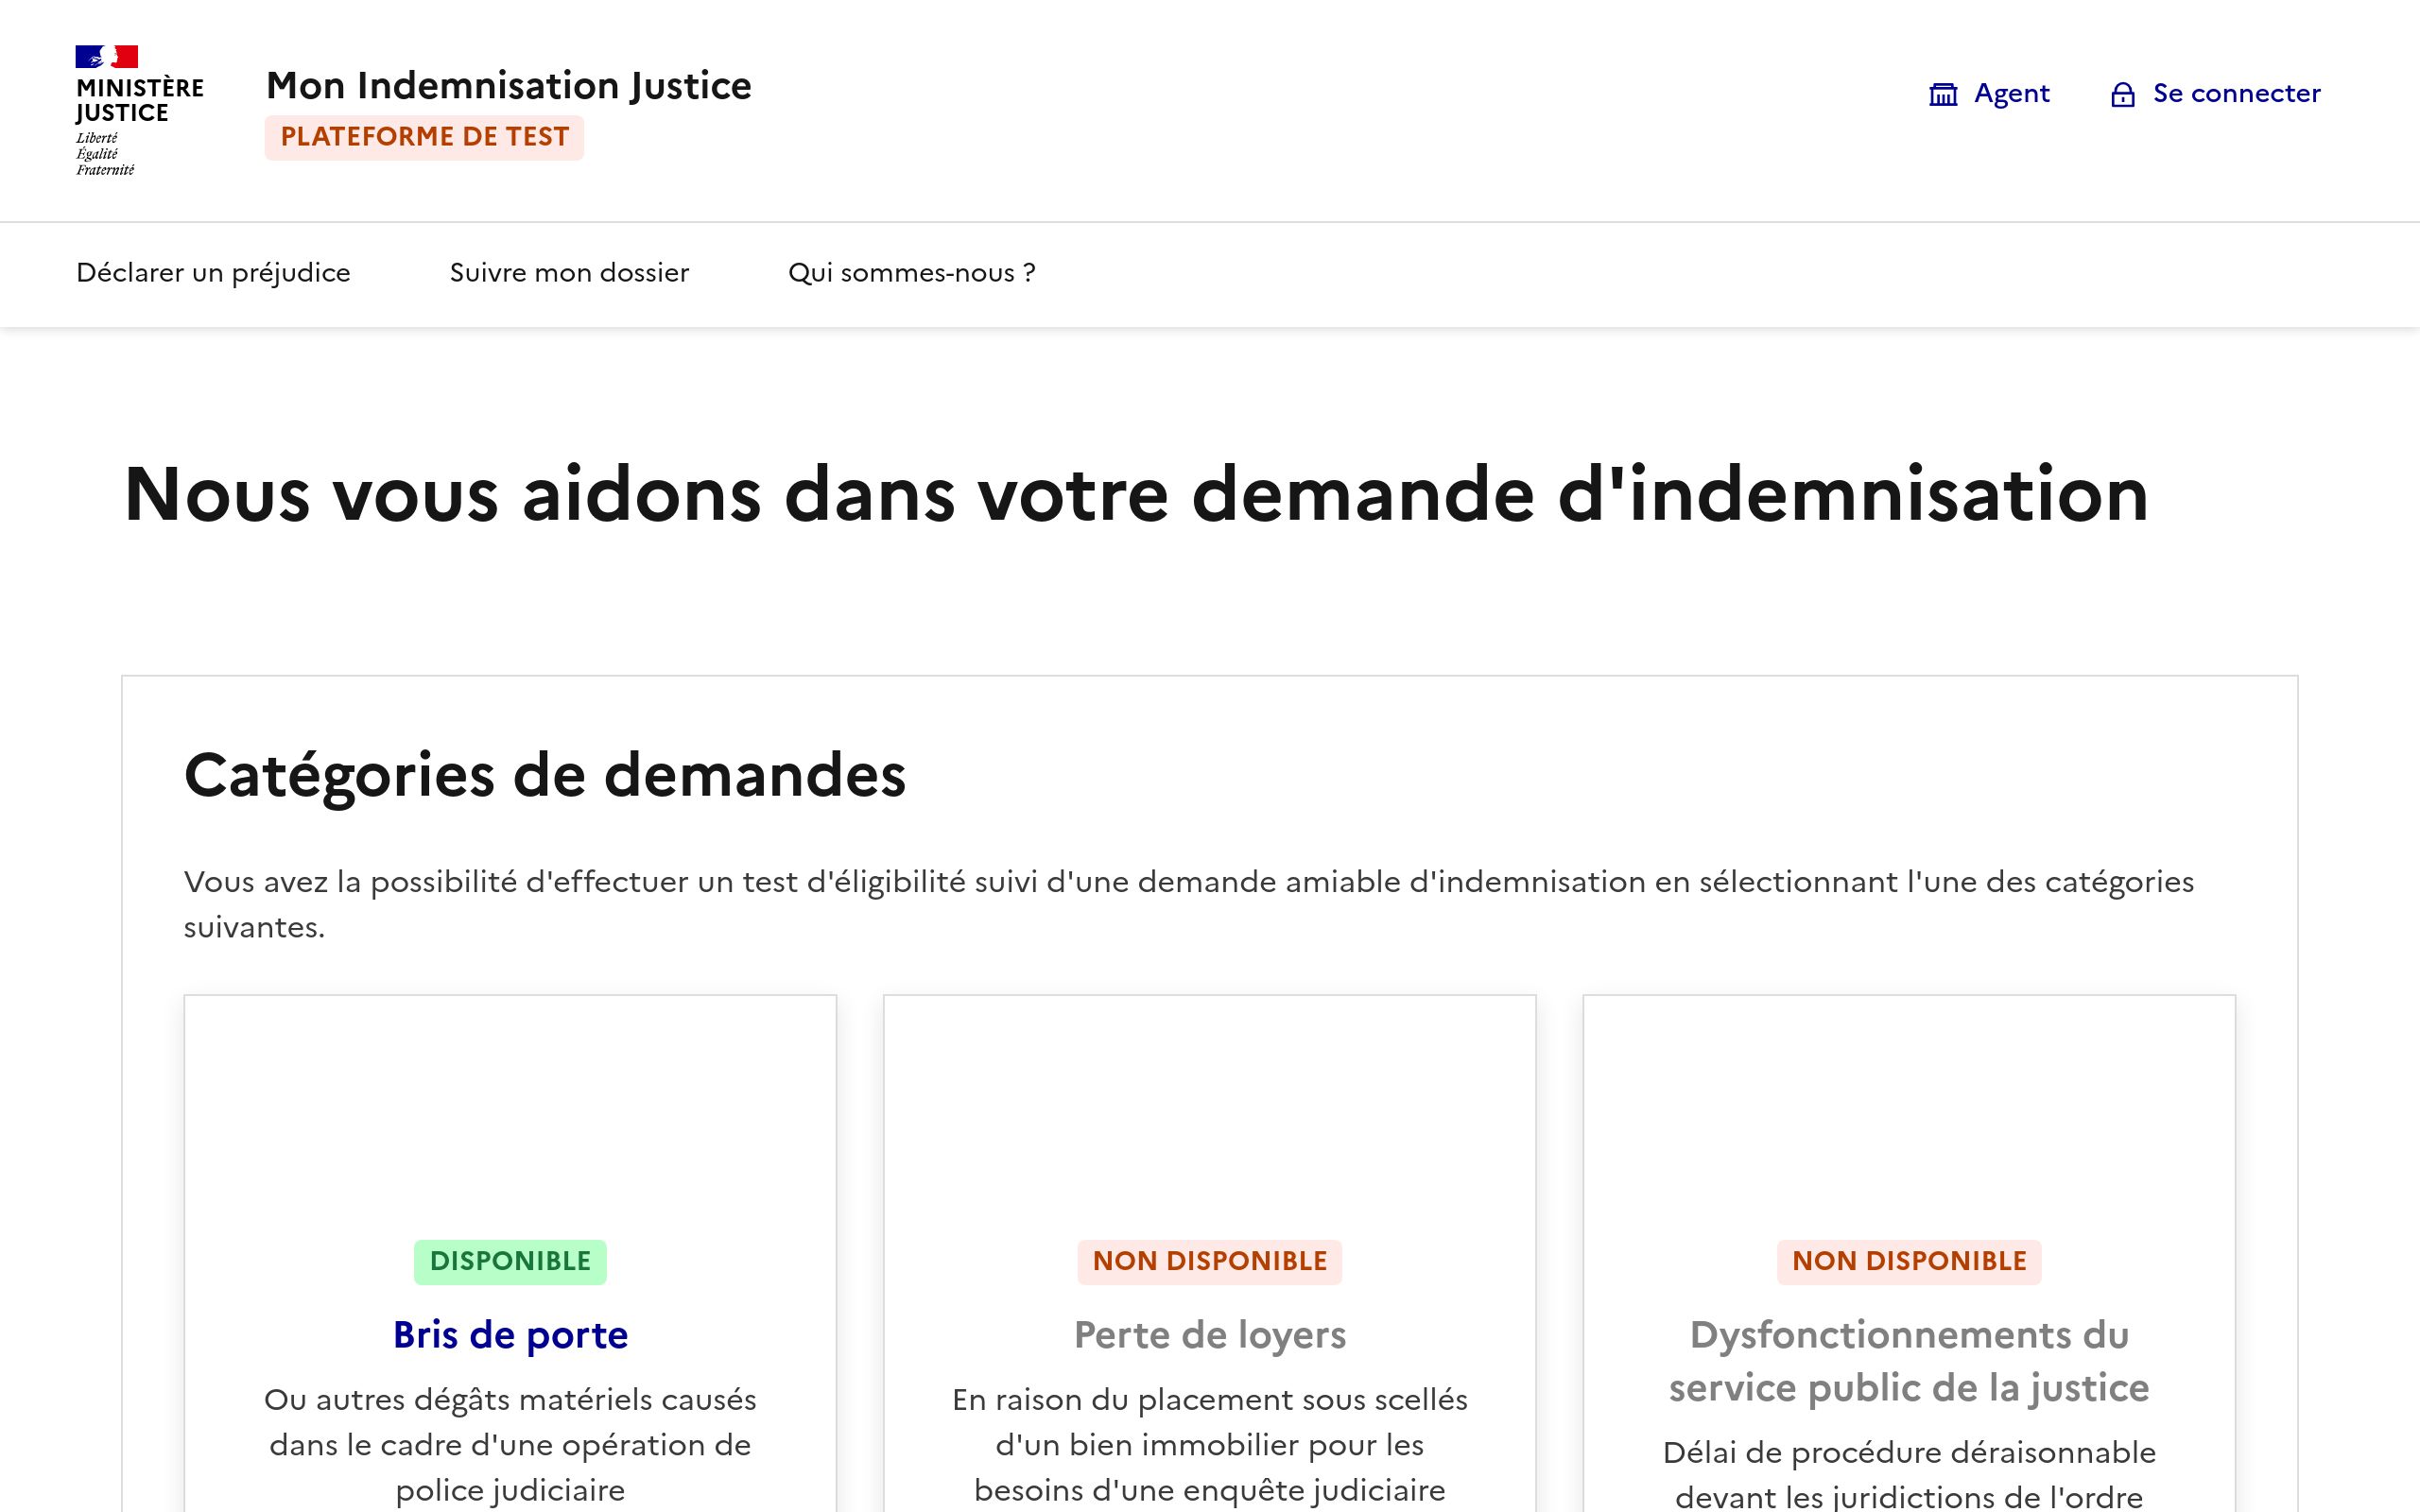 MINISTÈRE
JUSTICE
Liberté
Égalité
Fraternité
Mon Indemnisation Justice
PLATEFORME DE TEST
Agent
Se connecter
Déclarer un préjudice
Suivre mon dossier
Qui sommes-nous ?
Nous vous aidons dans votre demande d'indemnisation
Catégories de demandes
Vous avez la possibilité d'effectuer un test d'éligibilité suivi d'une demande amiable d'indemnisation en sélectionnant l'une des catégories
suivantes.
DISPONIBLE
Bris de porte
Ou autres dégâts matériels causés
dans le cadre d'une opération de
police judiciaire
NON DISPONIBLE
Perte de loyers
En raison du placement sous scellés
d'un bien immobilier pour les
besoins d'une enquête judiciaire
NON DISPONIBLE
Dysfonctionnements du
service public de la justice
Délai de procédure déraisonnable
devant les juridictions de l'ordre